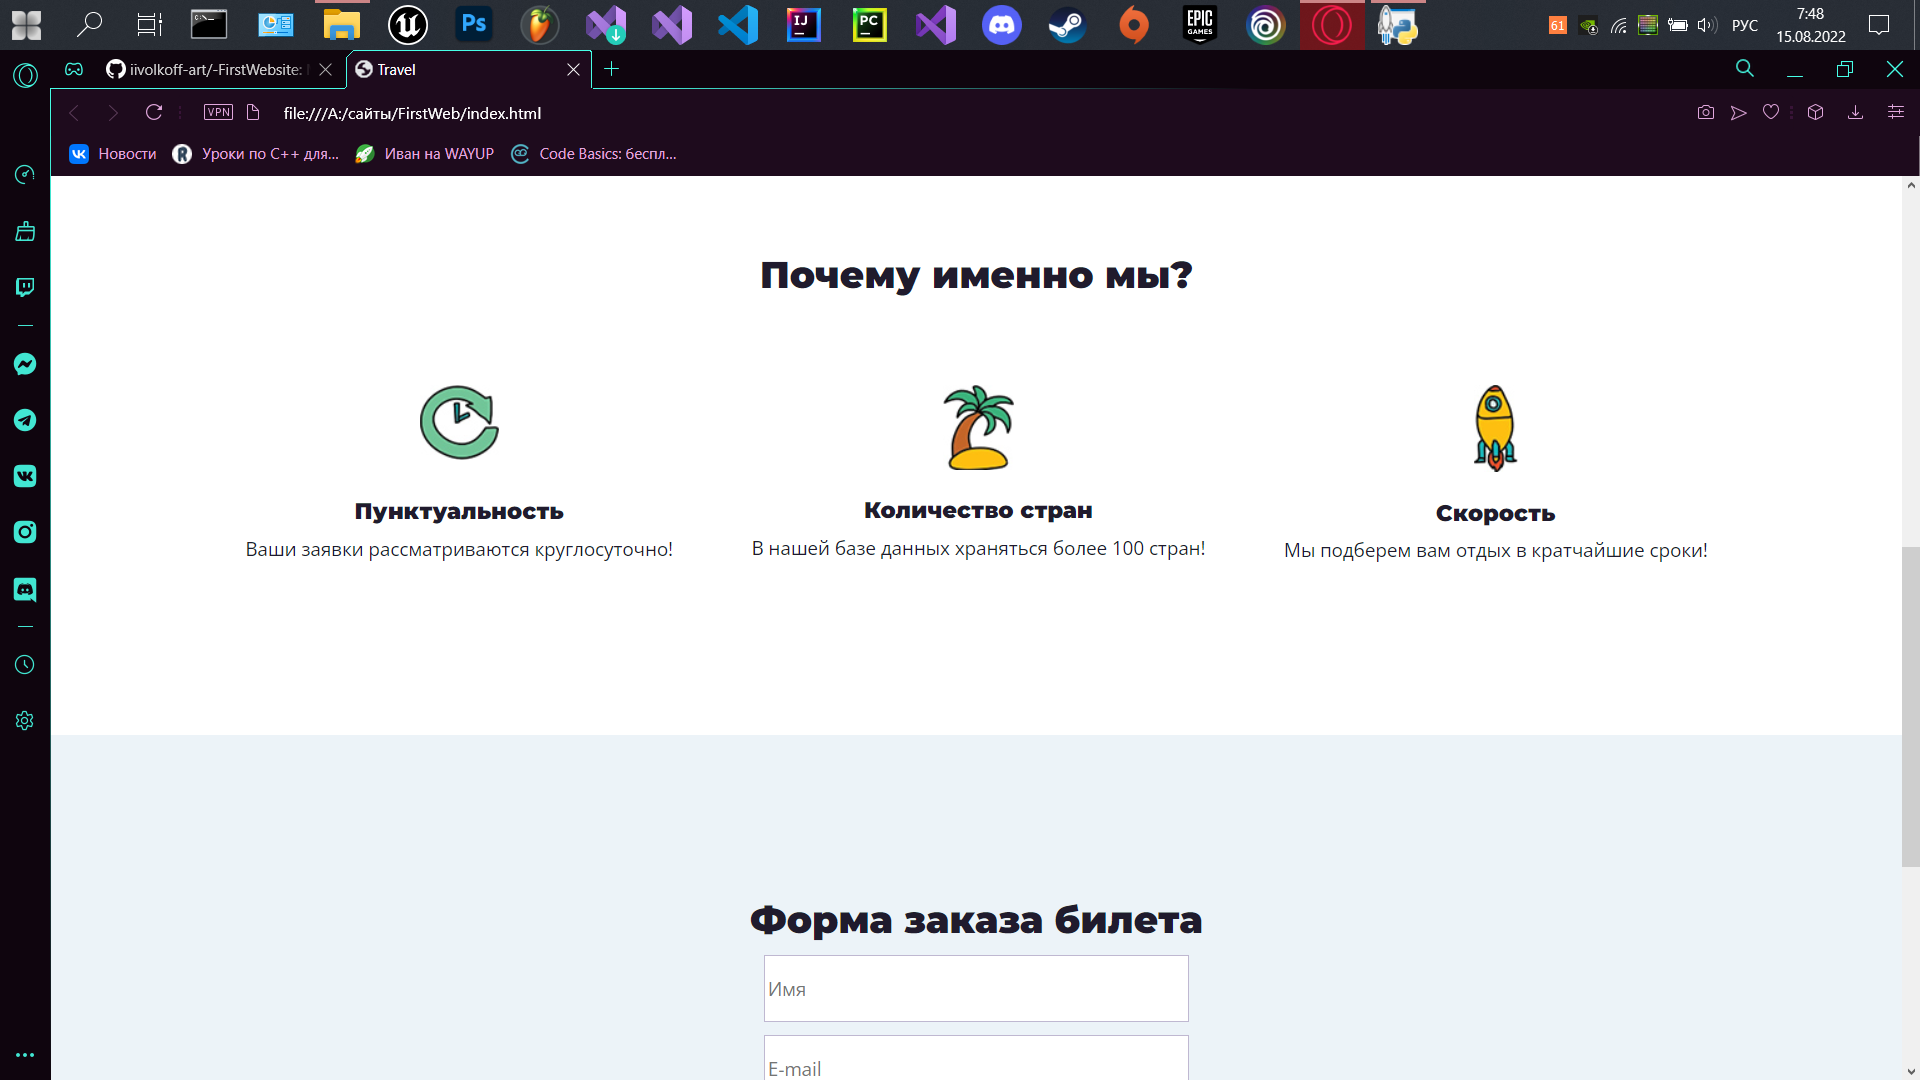 Ps
IJ
PC
EPIC
GAMES
61
РУС
7:48
15.08.2022
iivolkoff-art/-FirstWebsite:
Travel
VPN
file:///A:/сайты/FirstWeb/index.html
Новости
Уроки по C++ для...
Иван на WAYUP
Code Basics: беспл...
Почему именно мы?
Пунктуальность
Количество стран
Скорость
Ваши заявки рассматриваются круглосуточно!
В нашей базе данных храняться более 100 стран!
Мы подберем вам отдых в кратчайшие сроки!
Форма заказа билета
Имя
E-mail